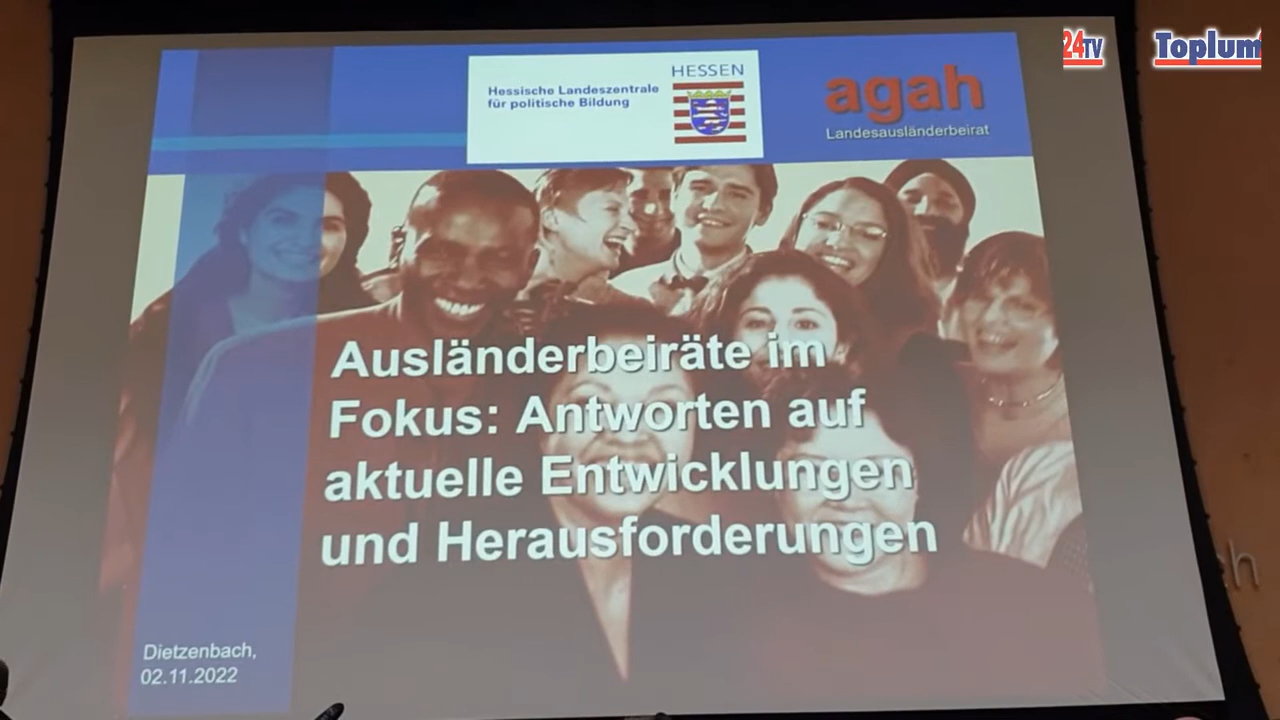 24TV
Toplum
Hessische Landeszentrale
für politische Bildung
HESSEN
agah
Landesausländerbeirat
Ausländerbeiräte im
Fokus: Antworten auf
aktuelle Entwicklungen
und Herausforderungen
Dietzenbach,
02.11.2022